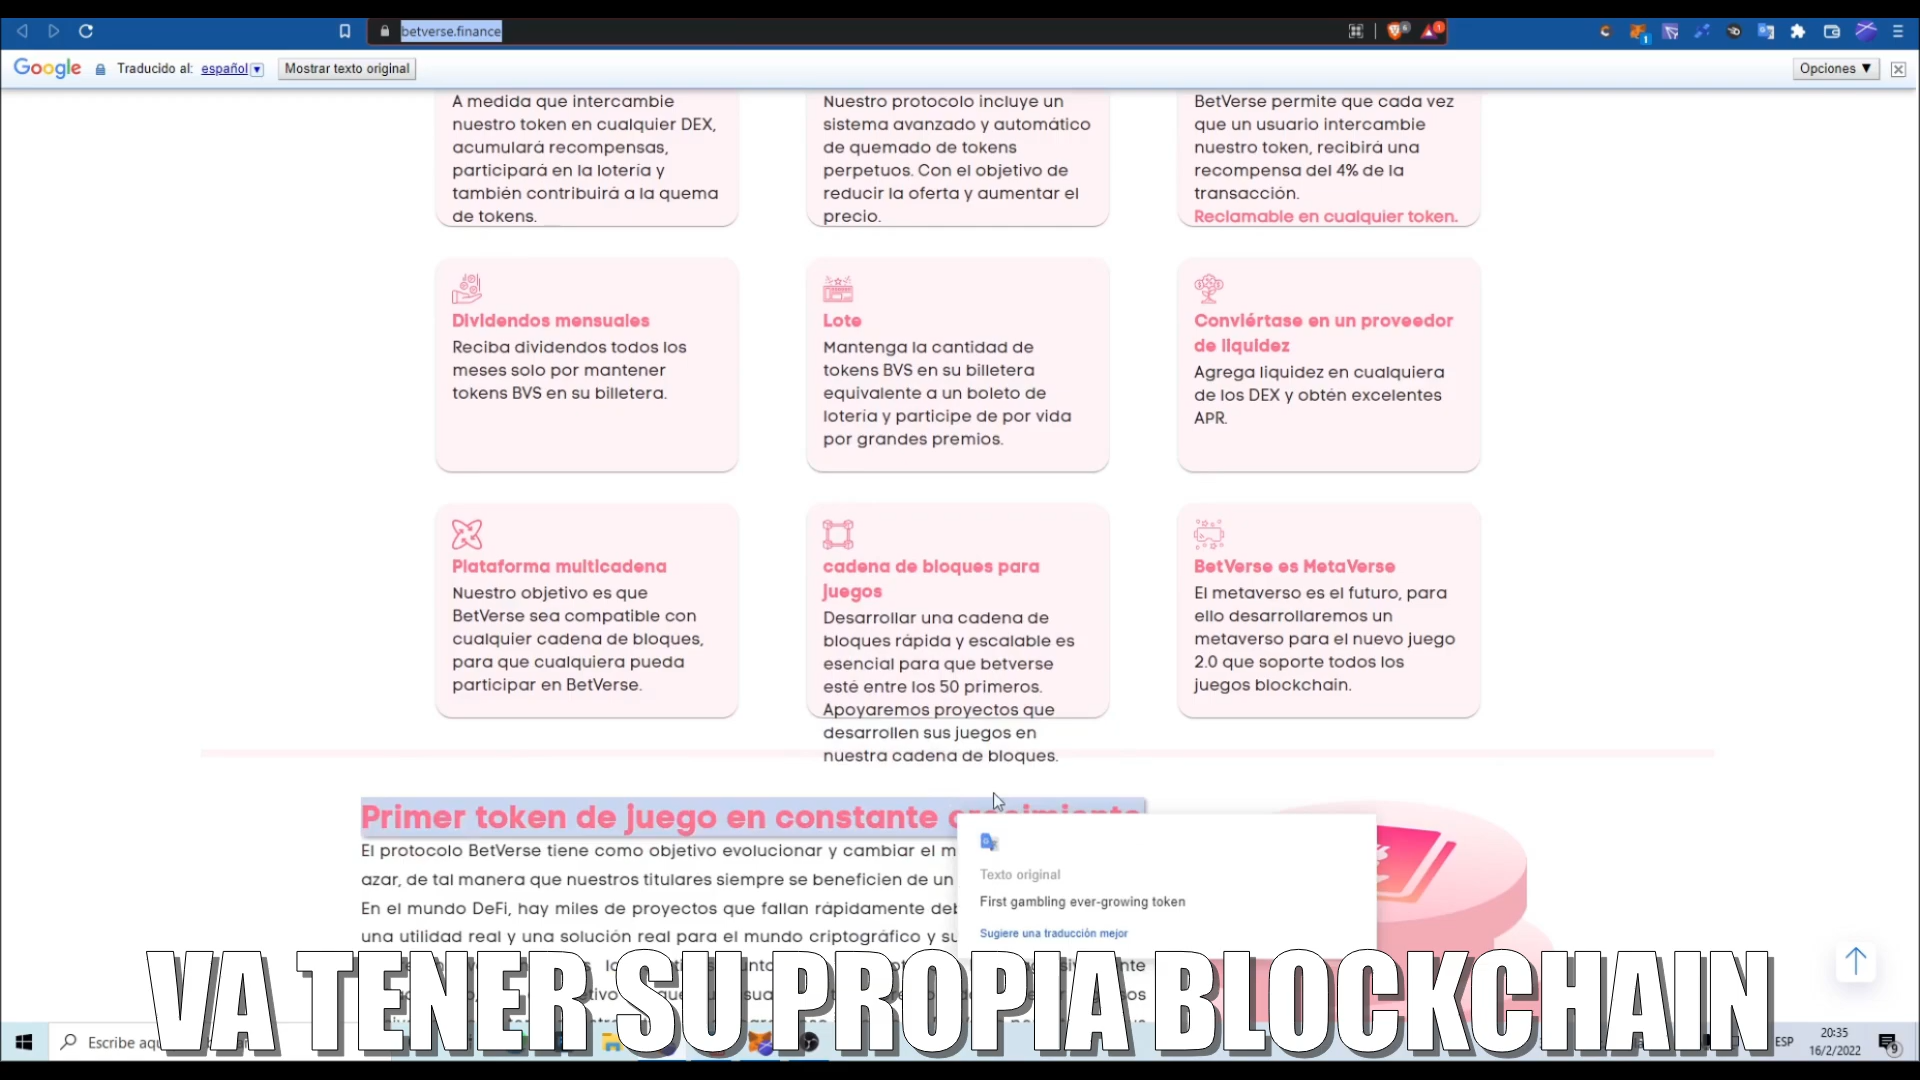 betverse.finance
Google Traducido al: español Mostrar texto original Opciones
A medida que intercambie
nuestro token en cualquier DEX,
acumulará recompensas,
participará en la lotería y
también contribuirá a la quema
de tokens.
Nuestro protocolo incluye un
sistema avanzado y automático
de quemado de tokens
perpetuos. Con el objetivo de
reducir la oferta y aumentar el
precio.
BetVerse permite que cada vez
que un usuario intercambie
nuestro token, recibirá una
recompensa del 4% de la
transacción.
Reclamable en cualquier token.
Dividendos mensuales
Reciba dividendos todos los
meses solo por mantener
tokens BVS en su billetera.
Lote
Mantenga la cantidad de
tokens BVS en su billetera
equivalente a un boleto de
lotería y participe de por vida
por grandes premios.
Conviértase en un proveedor
de liquidez
Agrega liquidez en cualquiera
de los DEX y obtén excelentes
APR.
Plataforma multicadena
Nuestro objetivo es que
BetVerse sea compatible con
cualquier cadena de bloques,
para que cualquiera pueda
participar en BetVerse.
cadena de bloques para
juegos
Desarrollar una cadena de
bloques rápida y escalable es
esencial para que betverse
esté entre los 50 primeros.
Apoyaremos proyectos que
desarrollen sus juegos en
nuestra cadena de bloques.
BetVerse es MetaVerse
El metaverso es el futuro, para
ello desarrollaremos un
metaverso para el nuevo juego
2.0 que soporte todos los
juegos blockchain.
Primer token de juego en constante
El protocolo BetVerse tiene como objetivo evolucionar y cambiar el
azar, de tal manera que nuestros titulares siempre se beneficien de un
En el mundo DeFi, hay miles de proyectos que fallan rápidamente
una utilidad real y una solución real para el mundo criptográfico y
Texto original
First gambling ever-growing token
Sugiere una traducción mejor
VA TENER SU PROPIA BLOCKCHAIN
Escribe
ESP
20:35
16/2/2022
9